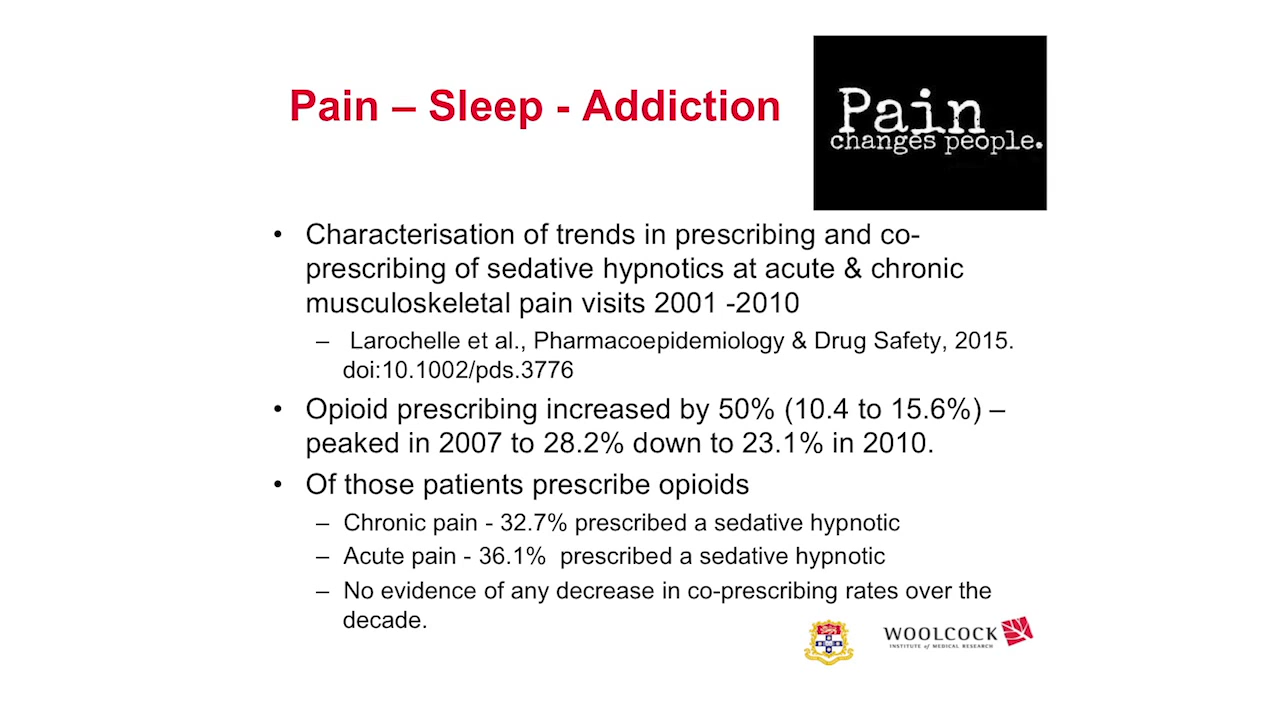 Pain – Sleep - Addiction
Pain
changes people.
• Characterisation of trends in prescribing and co-
prescribing of sedative hypnotics at acute & chronic
musculoskeletal pain visits 2001 -2010
– Larochelle et al., Pharmacoepidemiology & Drug Safety, 2015.
doi:10.1002/pds.3776
• Opioid prescribing increased by 50% (10.4 to 15.6%) –
peaked in 2007 to 28.2% down to 23.1% in 2010.
• Of those patients prescribe opioids
– Chronic pain - 32.7% prescribed a sedative hypnotic
– Acute pain - 36.1% prescribed a sedative hypnotic
– No evidence of any decrease in co-prescribing rates over the
decade.
WOOLCOCK
INSTITUTE of MEDICAL RESEARCH